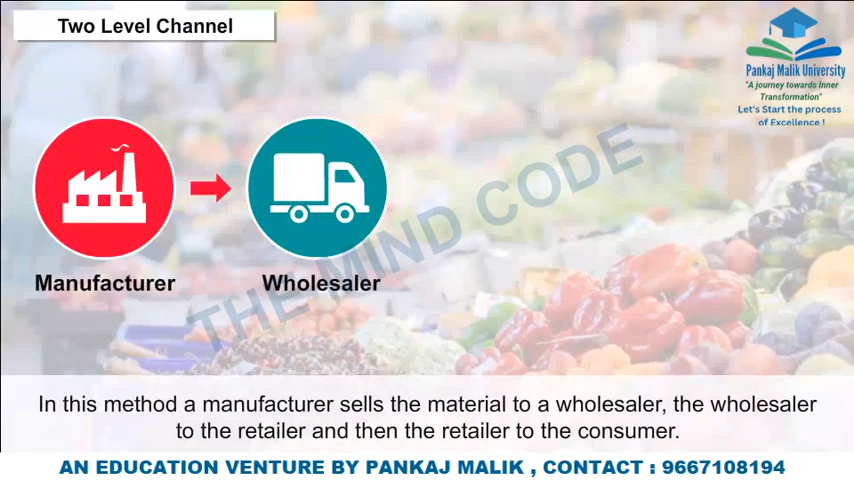 Two Level Channel
Pankaj Malik University
"A journey towards Inner
Transformation"
Let's Start the process
of Excellence !
THE MIND CODE
Manufacturer
Wholesaler
In this method a manufacturer sells the material to a wholesaler, the wholesaler
to the retailer and then the retailer to the consumer.
AN EDUCATION VENTURE BY PANKAJ MALIK , CONTACT : 9667108194